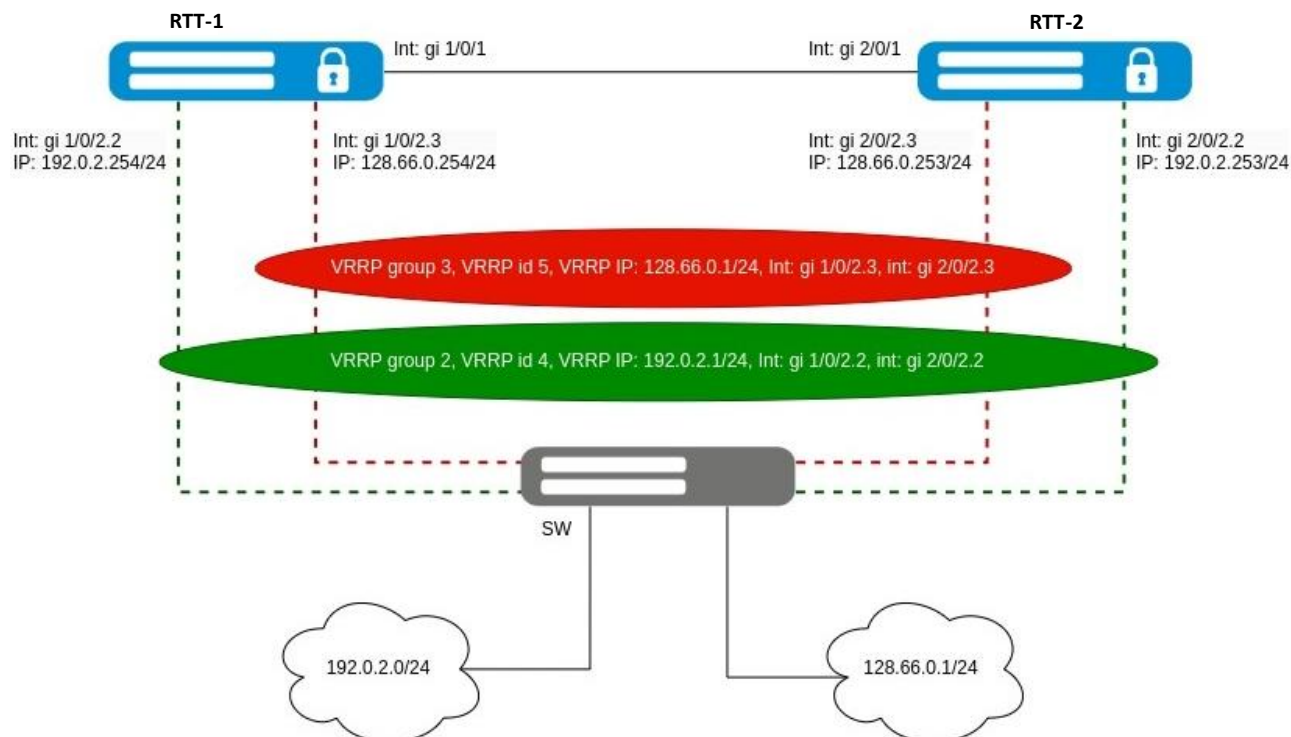 RTT-1
RTT-2
Int: gi 1/0/1
Int: gi 2/0/1
Int: gi 1/0/2.2
IP: 192.0.2.254/24
Int: gi 1/0/2.3
IP: 128.66.0.254/24
Int: gi 2/0/2.3
IP: 128.66.0.253/24
Int: gi 2/0/2.2
IP: 192.0.2.253/24
VRRP group 3, VRRP id 5, VRRP IP: 128.66.0.1/24, Int: gi 1/0/2.3, int: gi 2/0/2.3
VRRP group 2, VRRP id 4, VRRP IP: 192.0.2.1/24, Int: gi 1/0/2.2, int: gi 2/0/2.2
SW
192.0.2.0/24
128.66.0.1/24